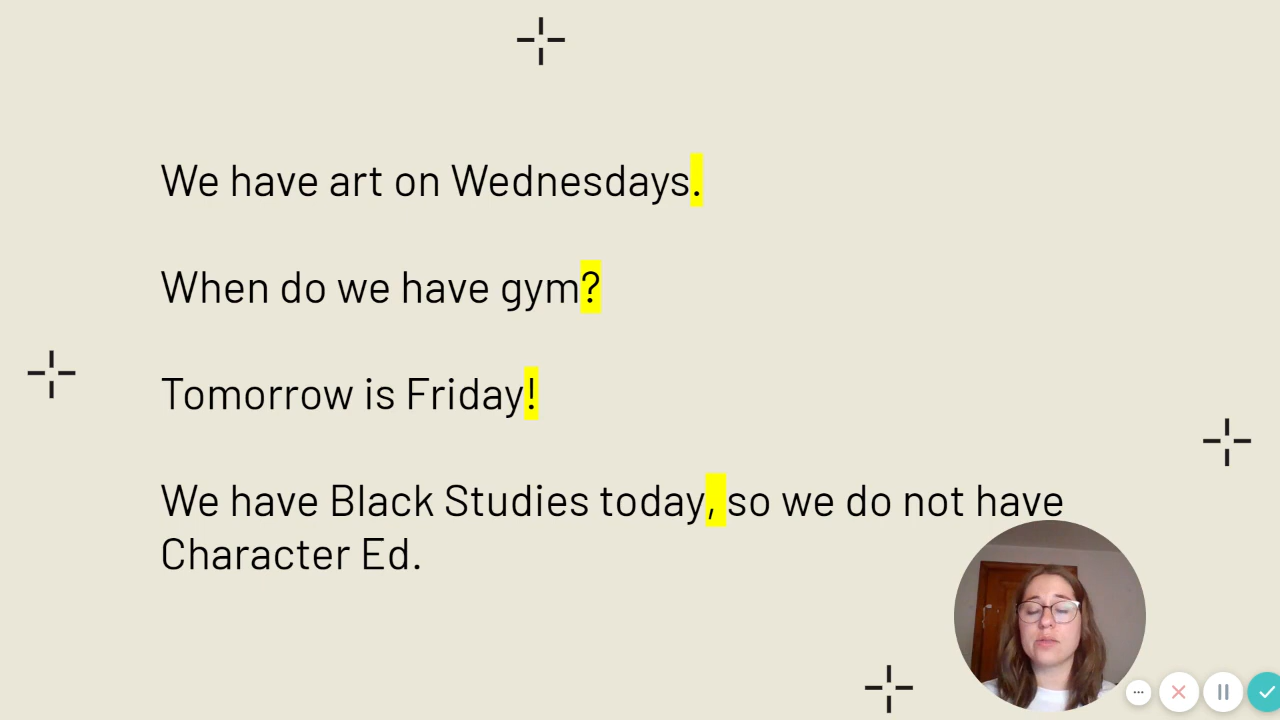 We have art on Wednesdays.
When do we have gym?
Tomorrow is Friday!
We have Black Studies today, so we do not have
Character Ed.